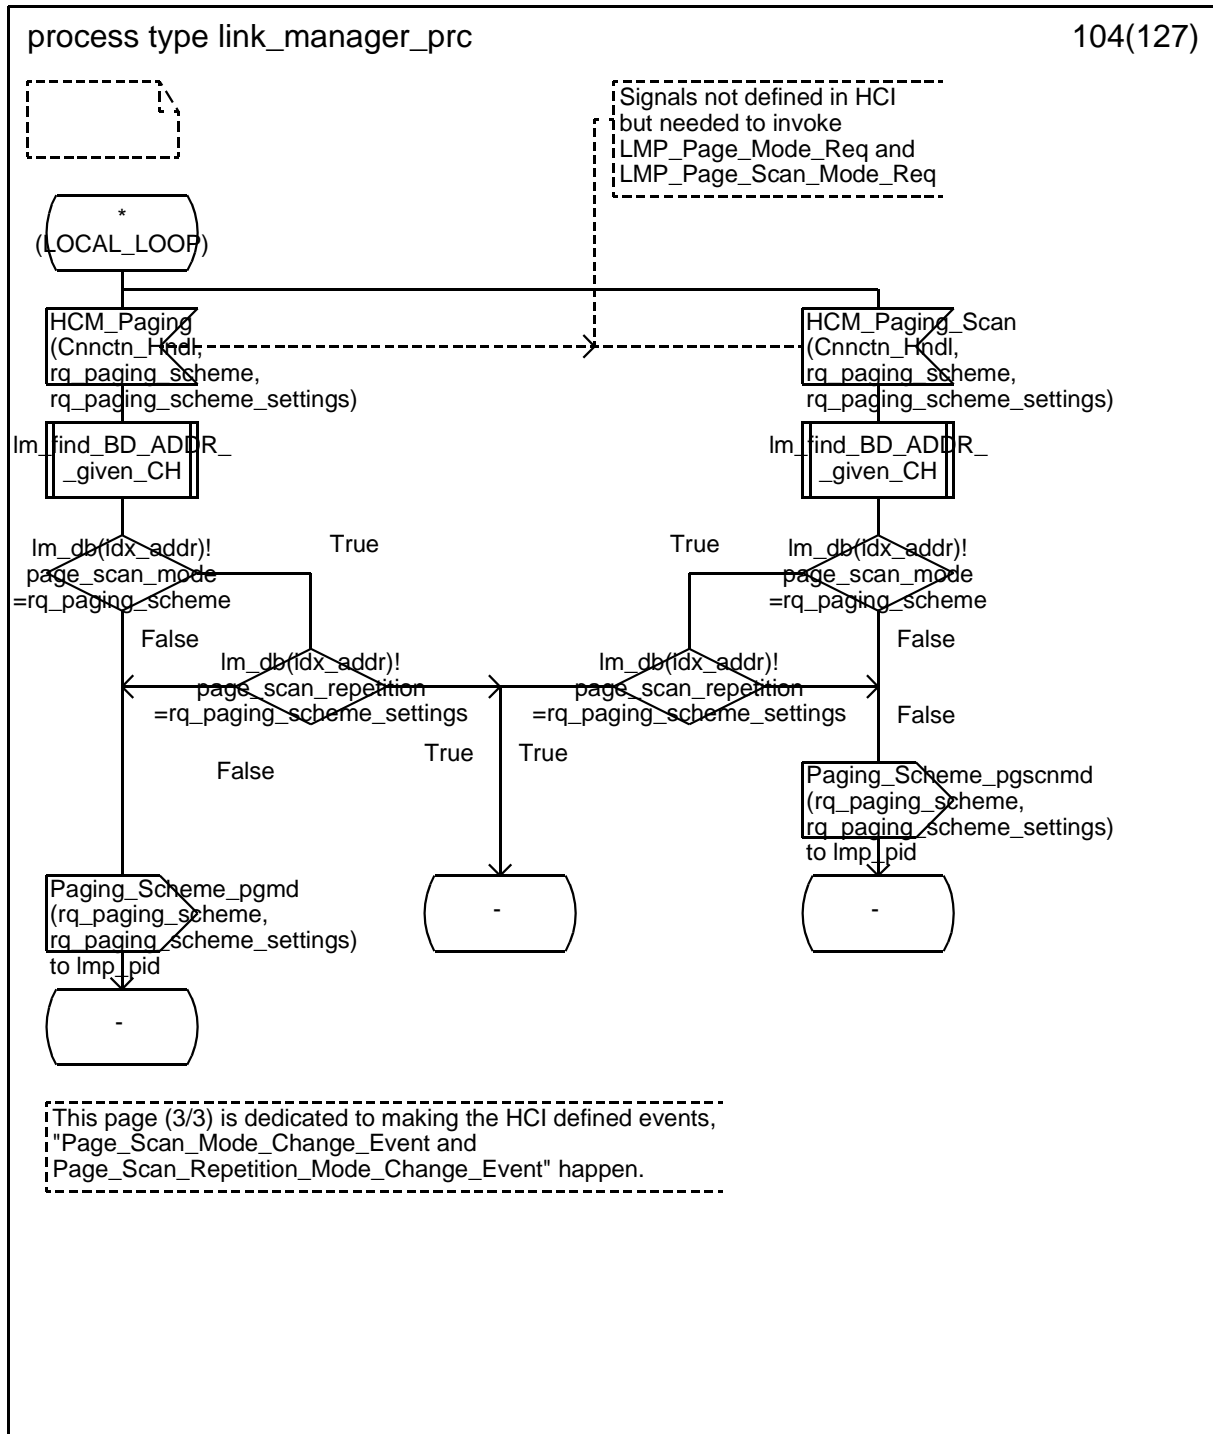 process type link_manager_prc
104(127)
Signals not defined in HCI
but needed to invoke
LMP_Page_Mode_Req and
LMP_Page_Scan_Mode_Req
*
(LOCAL_LOOP)
HCM_Paging
(Cnnctn_Hndl,
rq_paging_scheme,
rq_paging_scheme_settings)
HCM_Paging_Scan
(Cnnctn_Hndl,
rq_paging_scheme,
rq_paging_scheme_settings)
lm_find_BD_ADDR_
_given_CH
lm_find_BD_ADDR_
_given_CH
lm_db(idx_addr)!
page_scan_mode
=rq_paging_scheme
True
True
lm_db(idx_addr)!
page_scan_mode
=rq_paging_scheme
False
False
lm_db(idx_addr)!
page_scan_repetition
=rq_paging_scheme_settings
lm_db(idx_addr)!
page_scan_repetition
=rq_paging_scheme_settings
False
True
True
False
Paging_Scheme_pgscnmd
(rq_paging_scheme,
rq_paging_scheme_settings)
to lmp_pid
Paging_Scheme_pgmd
(rq_paging_scheme,
rq_paging_scheme_settings)
to lmp_pid
-
-
-
This page (3/3) is dedicated to making the HCI defined events,
"Page_Scan_Mode_Change_Event and
Page_Scan_Repetition_Mode_Change_Event" happen.